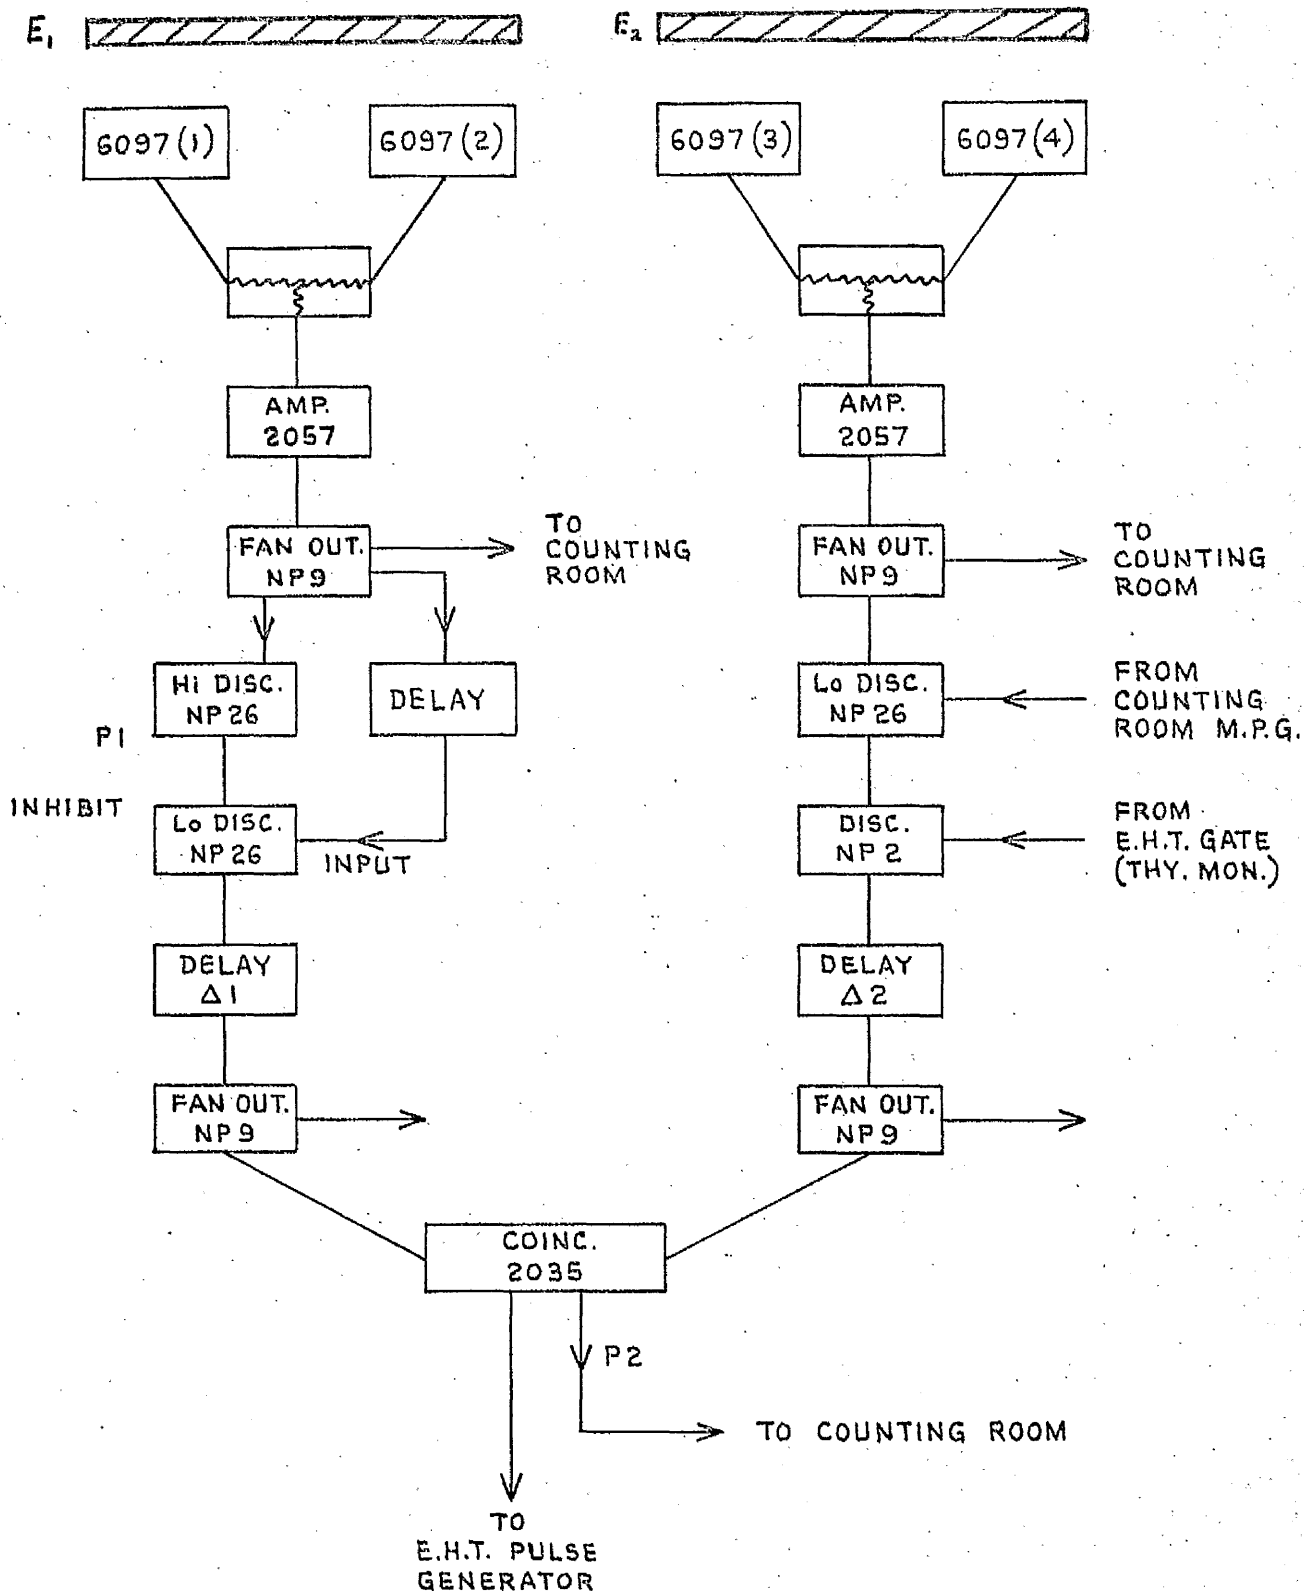 E₁
E₂
6097(1)
6097(2)
6097(3)
6097(4)
AMP.
2057
AMP.
2057
FAN OUT.
NP9
TO
COUNTING
ROOM
FAN OUT.
NP9
TO
COUNTING
ROOM
Hi DISC.
NP26
P1
DELAY
Lo DISC.
NP26
FROM
COUNTING
ROOM M.P.G.
INHIBIT
Lo DISC.
NP26
INPUT
DISC.
NP2
FROM
E.H.T. GATE
(THY. MON.)
DELAY
Δ1
DELAY
Δ2
FAN OUT.
NP9
FAN OUT.
NP9
COINC.
2035
P2
TO COUNTING ROOM
TO
E.H.T. PULSE
GENERATOR